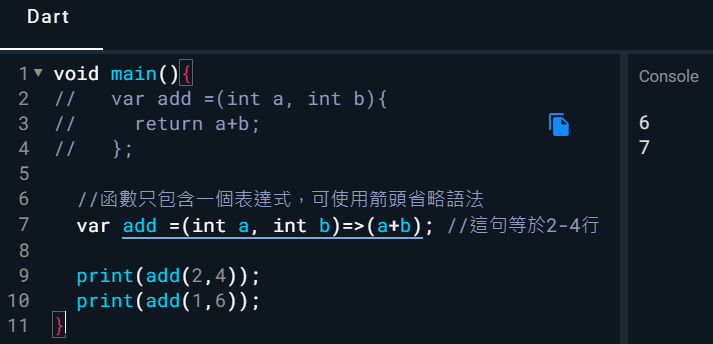 Dart
1 void main(){
2 //   var add =(int a, int b){
3 //     return a+b;
4 //   };
5
6   //函數只包含一個表達式，可使用箭頭省略語法
7   var add =(int a, int b)=>(a+b); //這句等於2-4行
8
9   print(add(2,4));
10   print(add(1,6));
11 }
Console
6
7